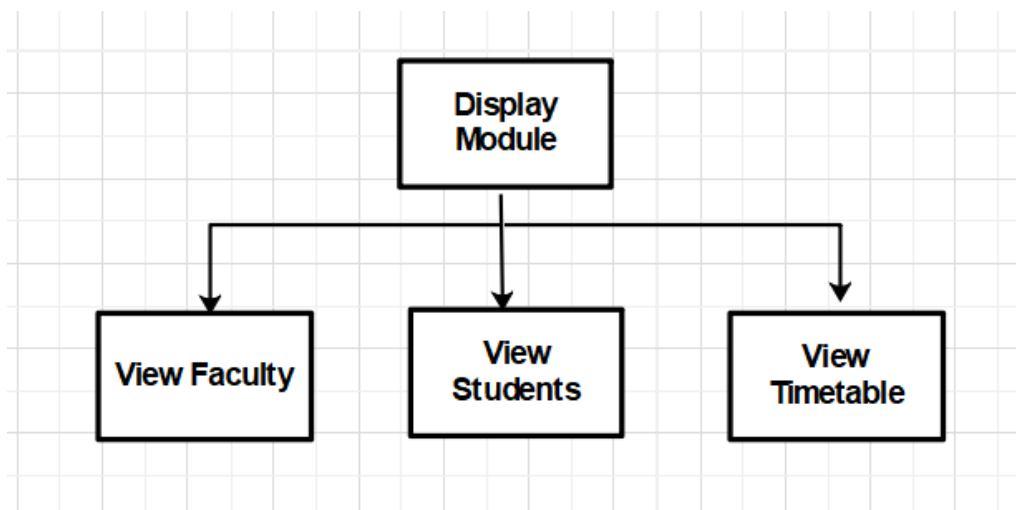 Display
Module
View Faculty
View
Students
View
Timetable